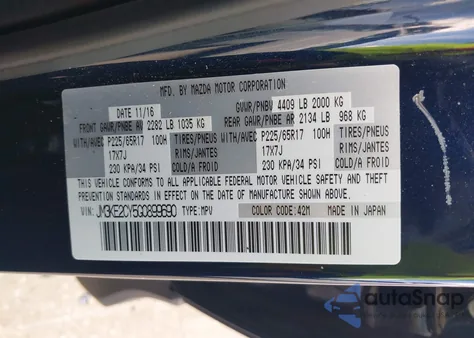 MFD. BY MAZDA MOTOR CORPORATION
DATE 11/16 GVWR/PNBV 4409 LB 2000 KG
FRONT GAWR/PNBE AV 2282 LB 1035 KG REAR GAWR/PNBE AR 2134 LB 968 KG
WITH/AVEC P225/65R17 100H TIRES/PNEUS WITH/AVEC P225/65R17 100H TIRES/PNEUS
17X7J RIMS/JANTES 17X7J RIMS/JANTES
230 KPA/34 PSI COLD/A FROID 230 KPA/34 PSI COLD/A FROID
THIS VEHICLE CONFORMS TO ALL APPLICABLE FEDERAL MOTOR VEHICLE SAFETY
AND THEFT PREVENTION STANDARDS IN EFFECT ON THE DATE OF MANUFACTURE
SHOWN ABOVE.
VIN: JM3KE2CY5G0899690 TYPE:MPV COLOR CODE:42M MADE IN JAPAN
autoSnap